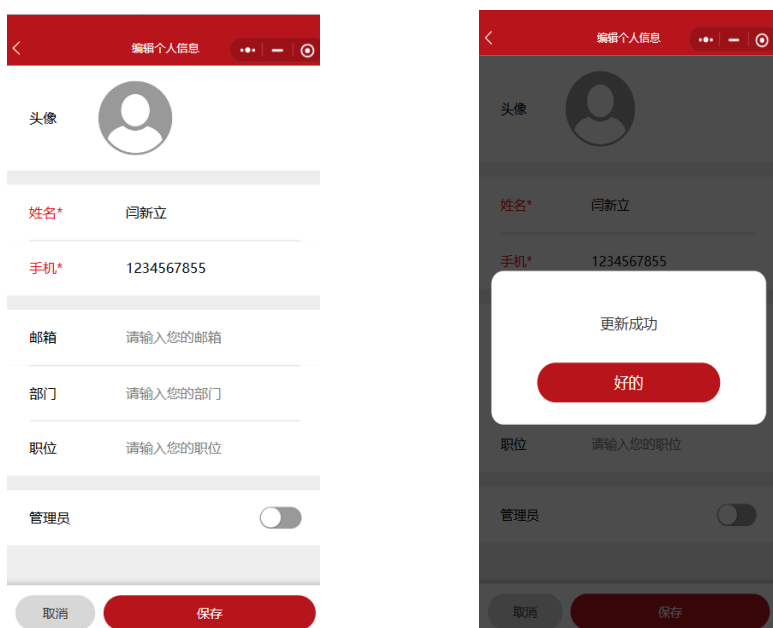 编辑个人信息
头像
姓名* 闫新立
手机* 1234567855
邮箱 请输入您的邮箱
部门 请输入您的部门
职位 请输入您的职位
管理员
取消 保存
编辑个人信息
头像
姓名* 闫新立
手机* 1234567855
更新成功
好的
职位 请输入您的职位
管理员
取消 保存